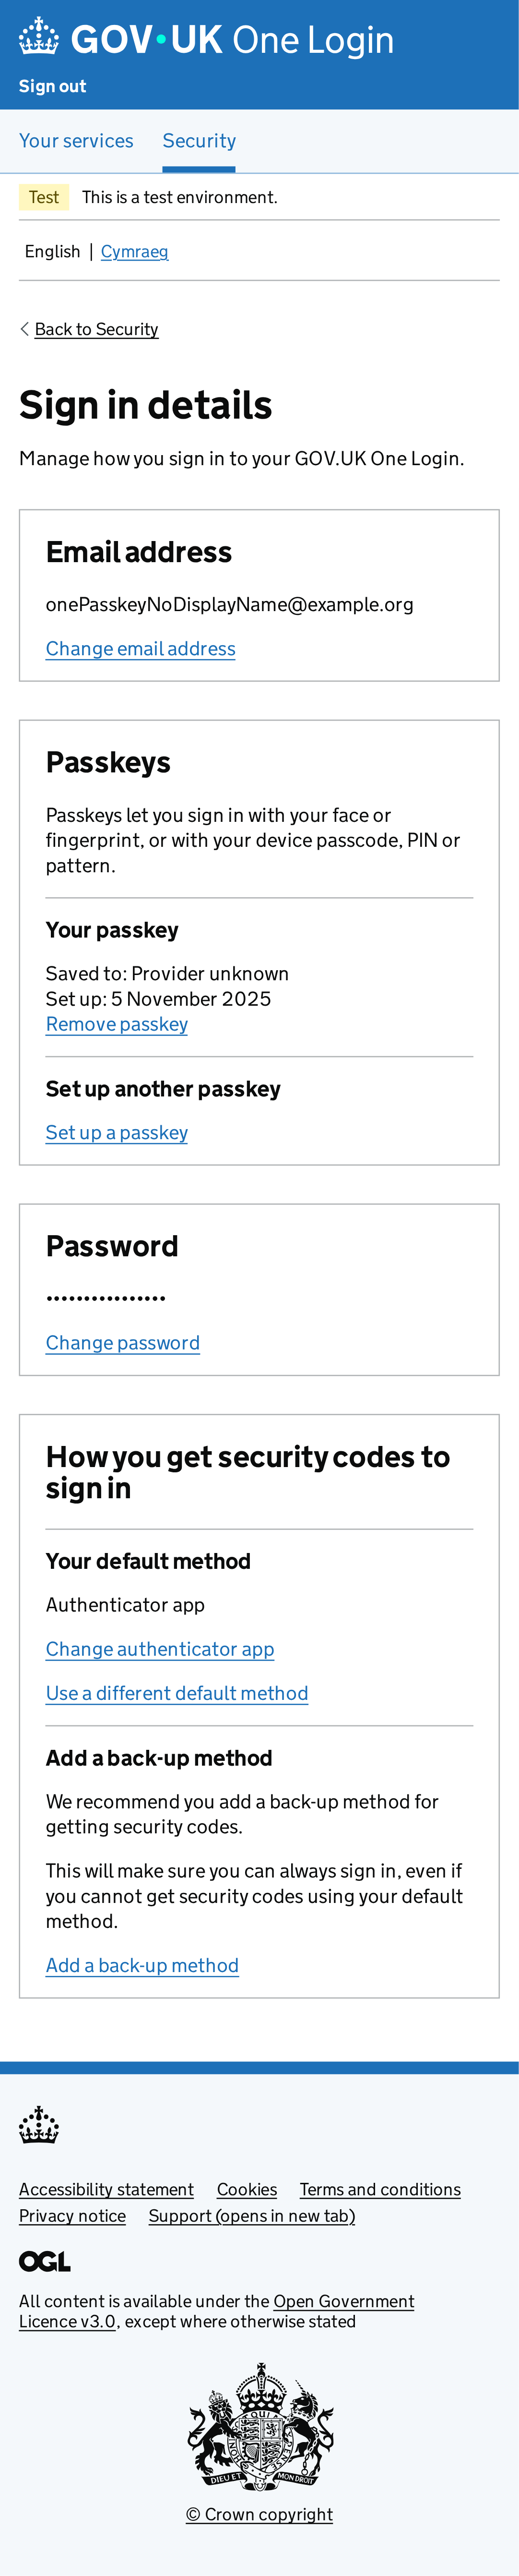 GOV·UK One Login
Sign out
Your services Security
Test This is a test environment.
English | Cymraeg
Back to Security
Sign in details
Manage how you sign in to your GOV.UK One Login.
Email address
onePasskeyNoDisplayName@example.org
Change email address
Passkeys
Passkeys let you sign in with your face or
fingerprint, or with your device passcode, PIN or
pattern.
Your passkey
Saved to: Provider unknown
Set up: 5 November 2025
Remove passkey
Set up another passkey
Set up a passkey
Password
••••••••••••••••
Change password
How you get security codes to
sign in
Your default method
Authenticator app
Change authenticator app
Use a different default method
Add a back-up method
We recommend you add a back-up method for
getting security codes.
This will make sure you can always sign in, even if
you cannot get security codes using your default
method.
Add a back-up method
Accessibility statement Cookies Terms and conditions
Privacy notice Support (opens in new tab)
OGL
All content is available under the Open Government
Licence v3.0, except where otherwise stated
DIEU ET MON DROIT
© Crown copyright